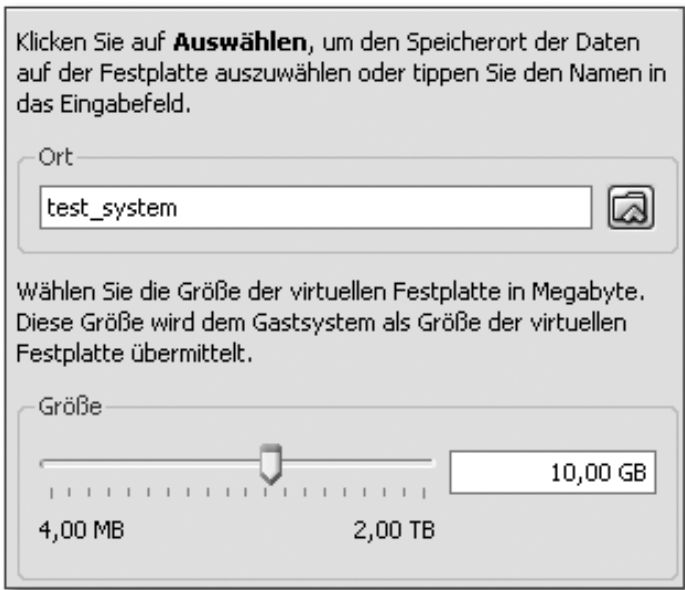 Klicken Sie auf Auswählen, um den Speicherort der Daten
auf der Festplatte auszuwählen oder tippen Sie den Namen in
das Eingabefeld.
Ort
test_system
Wählen Sie die Größe der virtuellen Festplatte in Megabyte.
Diese Größe wird dem Gastsystem als Größe der virtuellen
Festplatte übermittelt.
Größe
10,00 GB
4,00 MB 2,00 TB